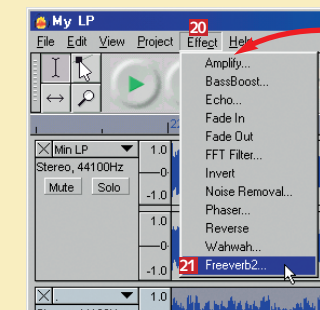 My LP
20
File Edit View Project Effect Help
Amplify...
BassBoost...
Echo...
Fade In
Fade Out
FFT Filter...
Invert
Noise Removal...
Phaser...
Reverse
Wahwah...
21 Freeverb2...
Min LP 1.0
Stereo, 44100Hz
0
Mute Solo
-1.0
1.0
0
-1.0
1.0